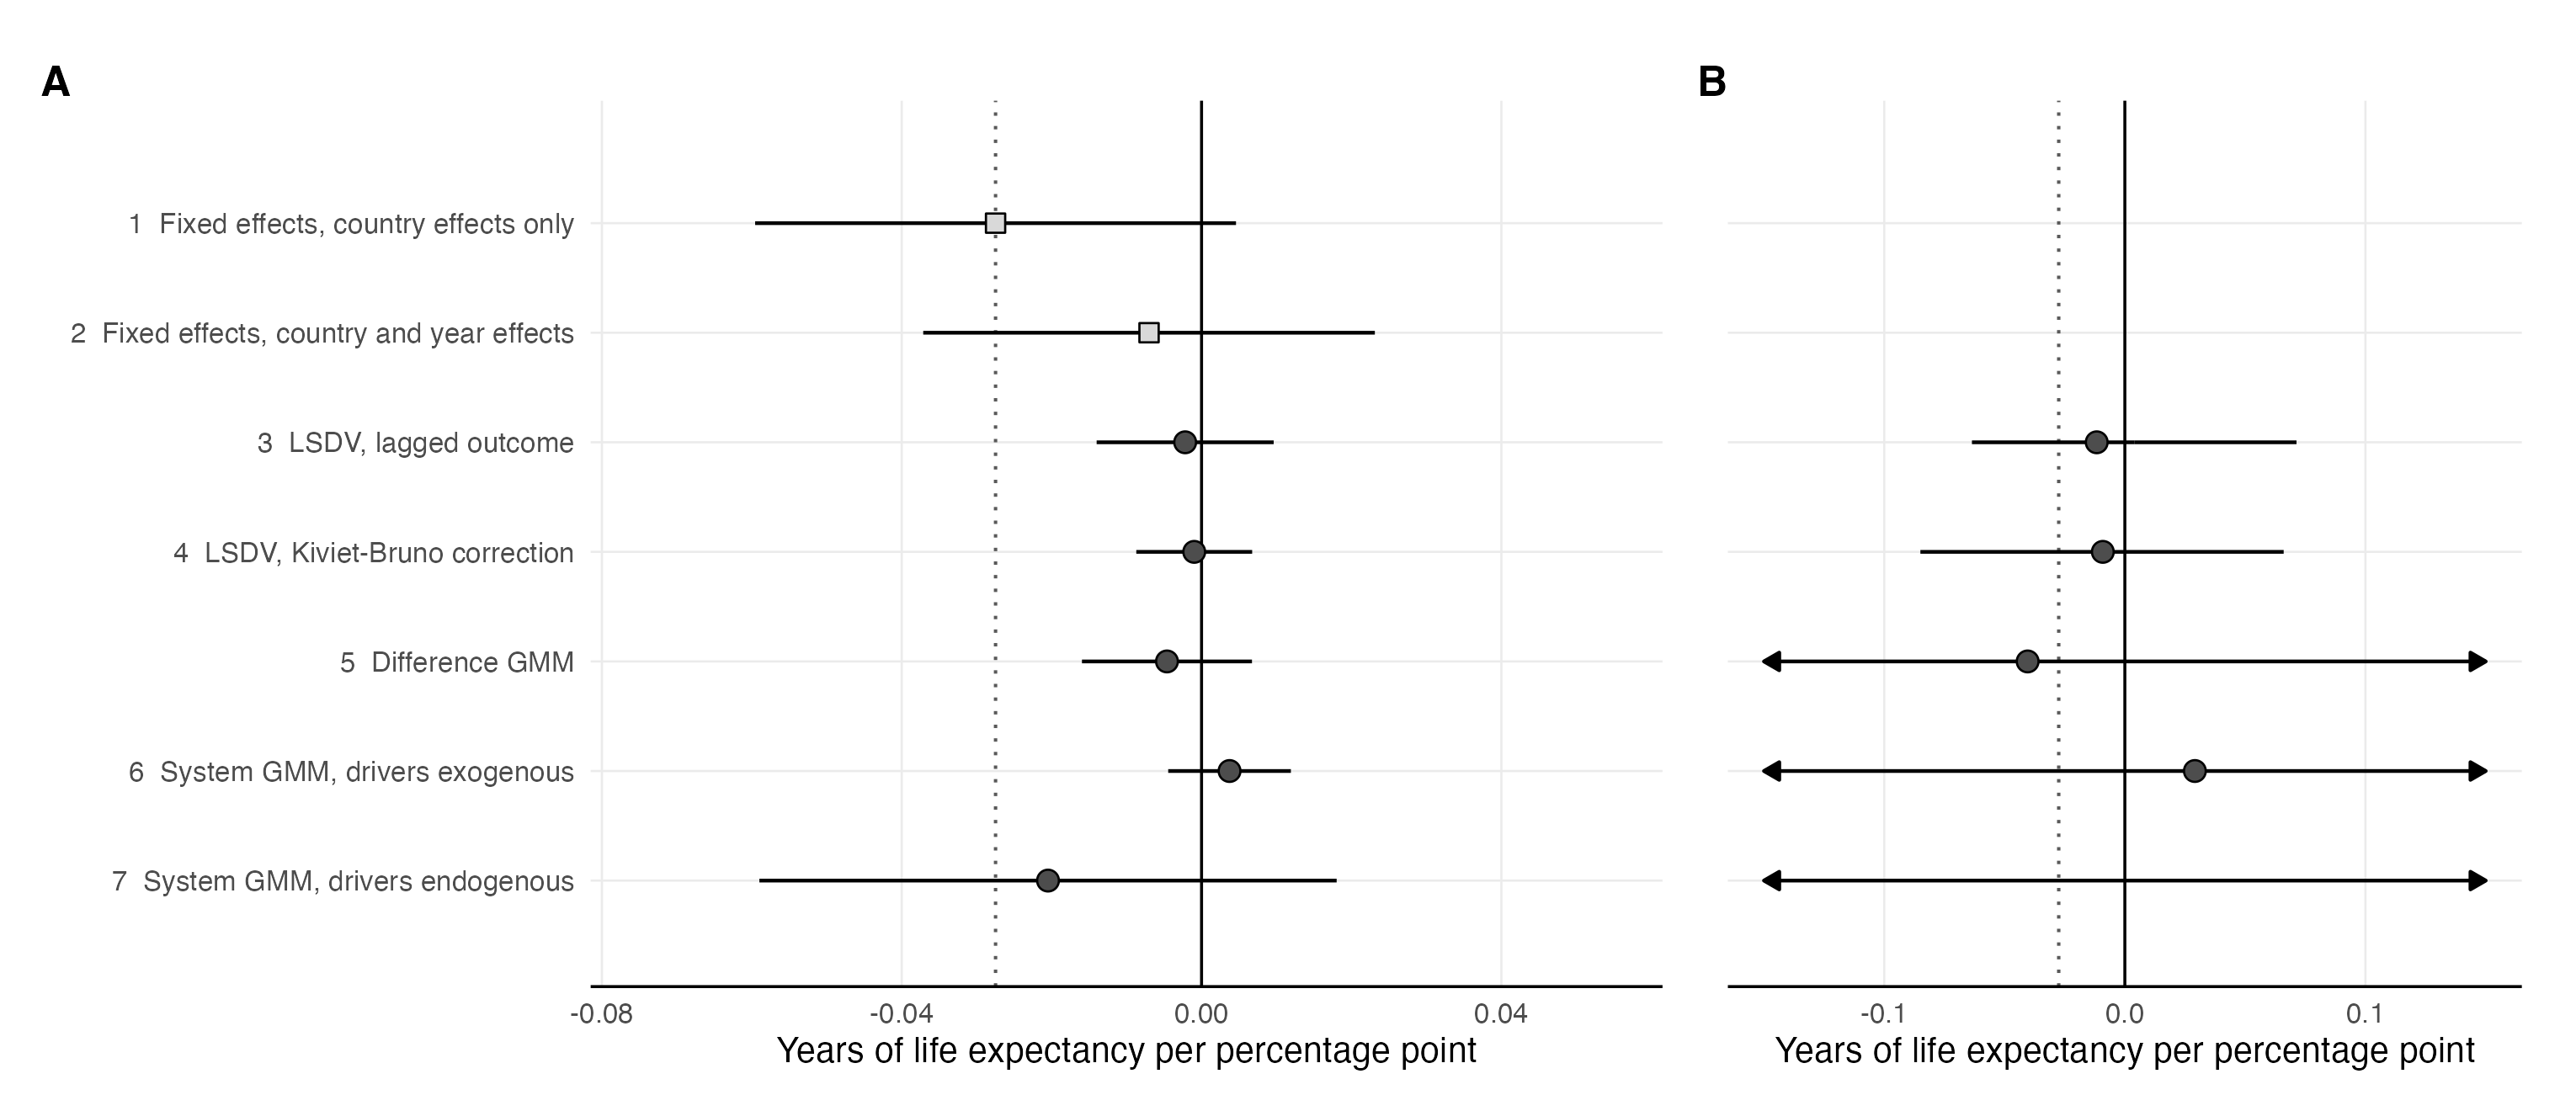 A
B
1 Fixed effects, country effects only
2 Fixed effects, country and year effects
3 LSDV, lagged outcome
4 LSDV, Kiviet-Bruno correction
5 Difference GMM
6 System GMM, drivers exogenous
7 System GMM, drivers endogenous
-0.08 -0.04 0.00 0.04
Years of life expectancy per percentage point
-0.1 0.0 0.1
Years of life expectancy per percentage point